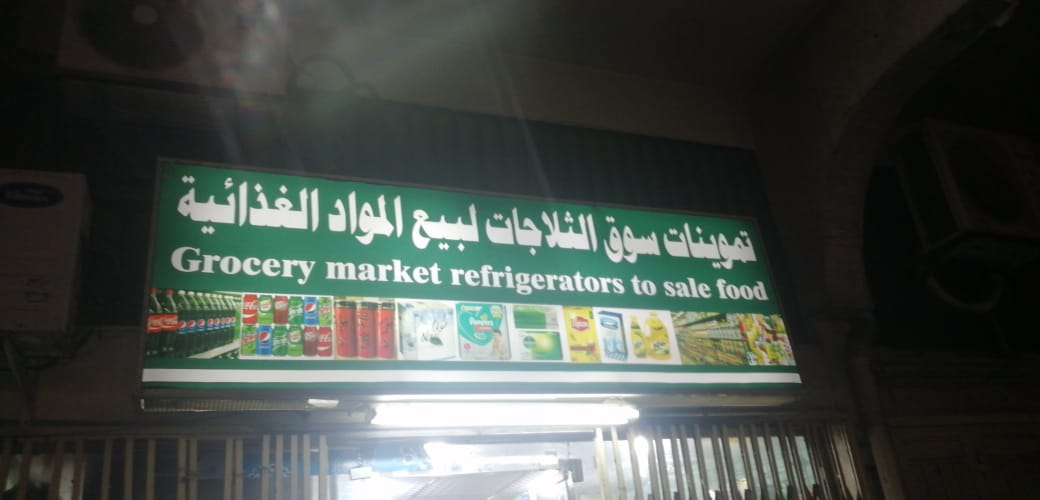 تموينات سوق الثلاجات لبيع المواد الغذائية
Grocery market refrigerators to sale food